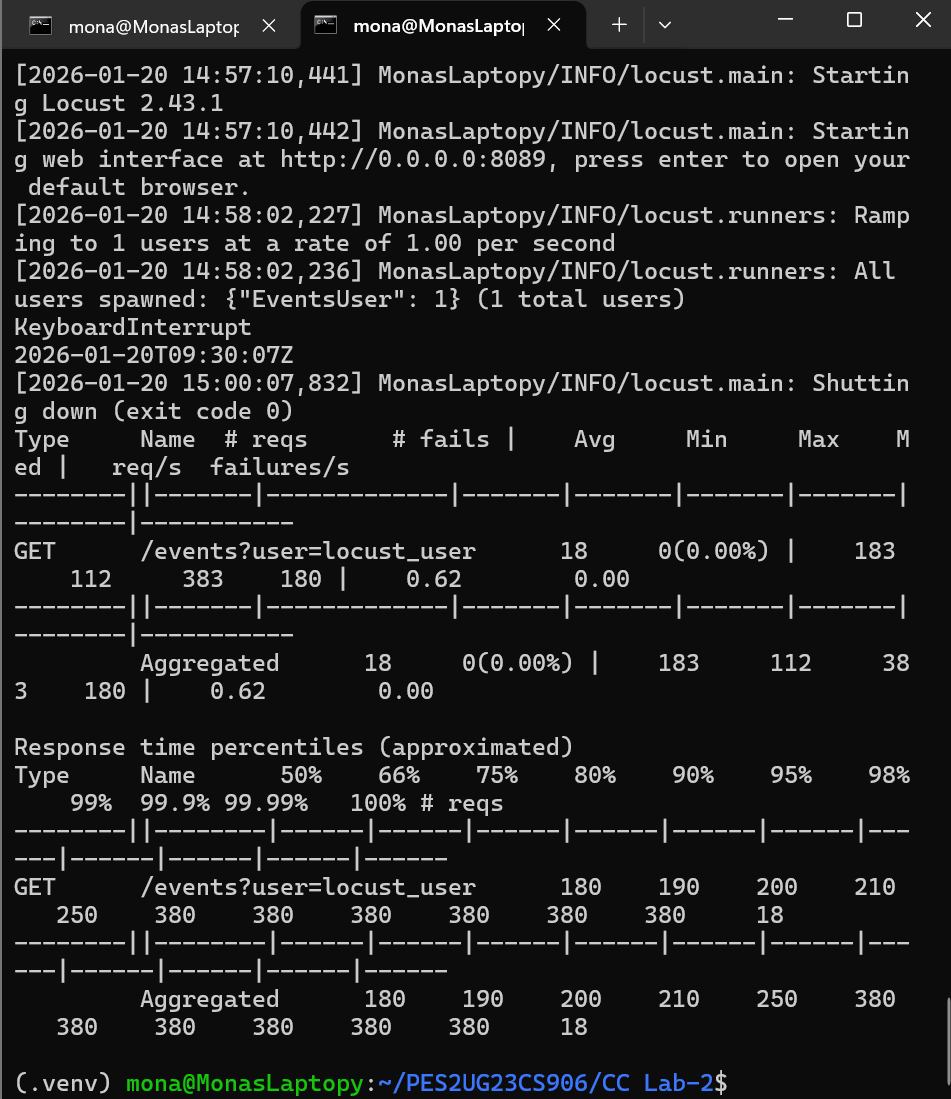 mona@MonasLaptop
mona@MonasLaptop
[2026-01-20 14:57:10,441] MonasLaptopy/INFO/locust.main: Startin
g Locust 2.43.1
[2026-01-20 14:57:10,442] MonasLaptopy/INFO/locust.main: Startin
g web interface at http://0.0.0.0:8089, press enter to open your
 default browser.
[2026-01-20 14:58:02,227] MonasLaptopy/INFO/locust.runners: Ramp
ing to 1 users at a rate of 1.00 per second
[2026-01-20 14:58:02,236] MonasLaptopy/INFO/locust.runners: All
users spawned: {"EventsUser": 1} (1 total users)
KeyboardInterrupt
2026-01-20T09:30:07Z
[2026-01-20 15:00:07,832] MonasLaptopy/INFO/locust.main: Shuttin
g down (exit code 0)
Type     Name  # reqs      # fails |    Avg     Min     Max    M
ed |   req/s  failures/s
--------||-------|-------------|-------|-------|-------|-------|
--------|-----------
GET      /events?user=locust_user      18     0(0.00%) |    183
    112     383    180 |    0.62        0.00
--------||-------|-------------|-------|-------|-------|-------|
--------|-----------
         Aggregated      18     0(0.00%) |    183     112     38
3    180 |    0.62        0.00

Response time percentiles (approximated)
Type     Name         50%    66%    75%    80%    90%    95%    98%
    99%  99.9% 99.99%   100% # reqs
--------||--------|------|------|------|------|------|------|---
---|------|------|------|------
GET      /events?user=locust_user      180    190    200    210
   250    380    380    380    380    380    380     18
--------||--------|------|------|------|------|------|------|---
---|------|------|------|------
         Aggregated      180    190    200    210    250    380
   380    380    380    380    380     18

(.venv) mona@MonasLaptopy:~/PES2UG23CS906/CC Lab-2$